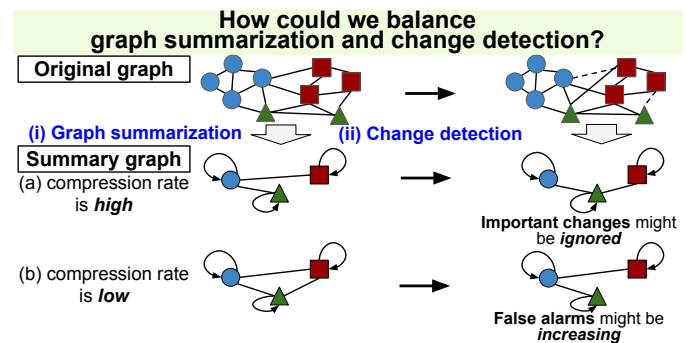 How could we balance
graph summarization and change detection?
Original graph
(i) Graph summarization
(ii) Change detection
Summary graph
(a) compression rate
is high
Important changes might
be ignored
(b) compression rate
is low
False alarms might be
increasing